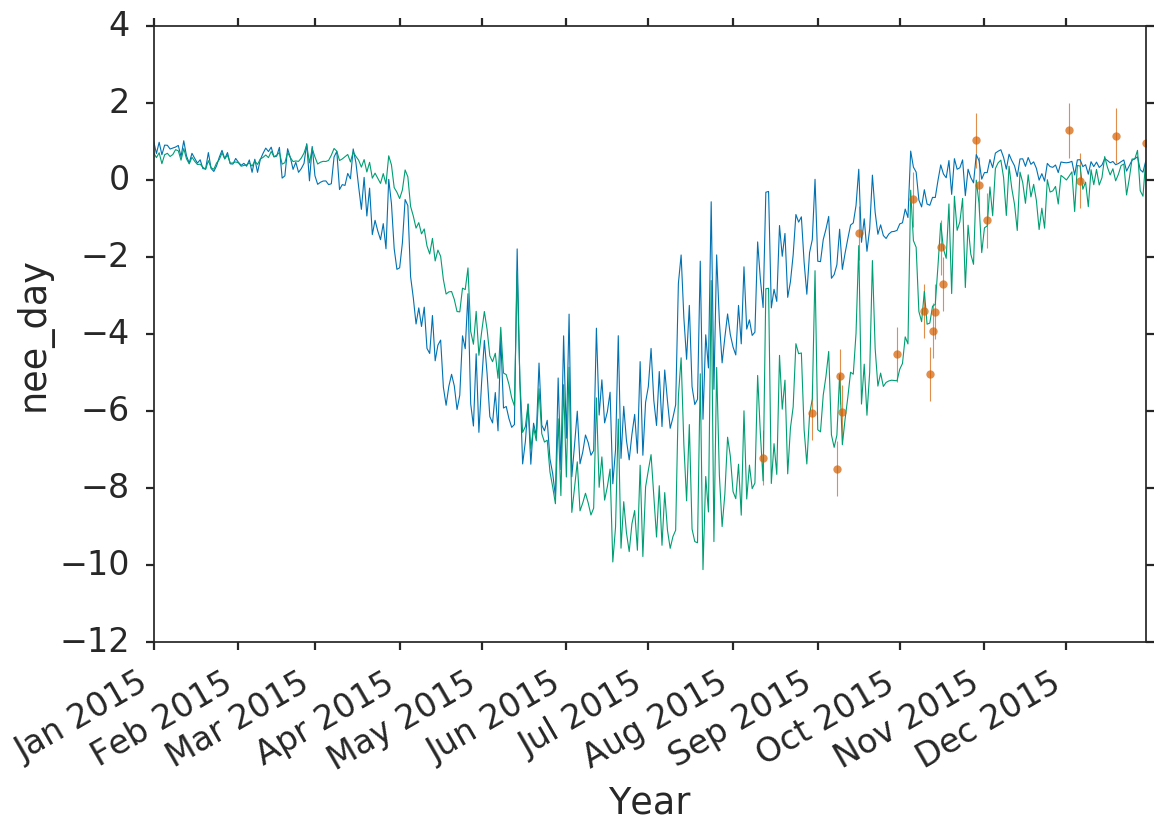 4
2
0
−2
−4
−6
−8
−10
−12
nee_day
Jan 2015
Feb 2015
Mar 2015
Apr 2015
May 2015
Jun 2015
Jul 2015
Aug 2015
Sep 2015
Oct 2015
Nov 2015
Dec 2015
Year